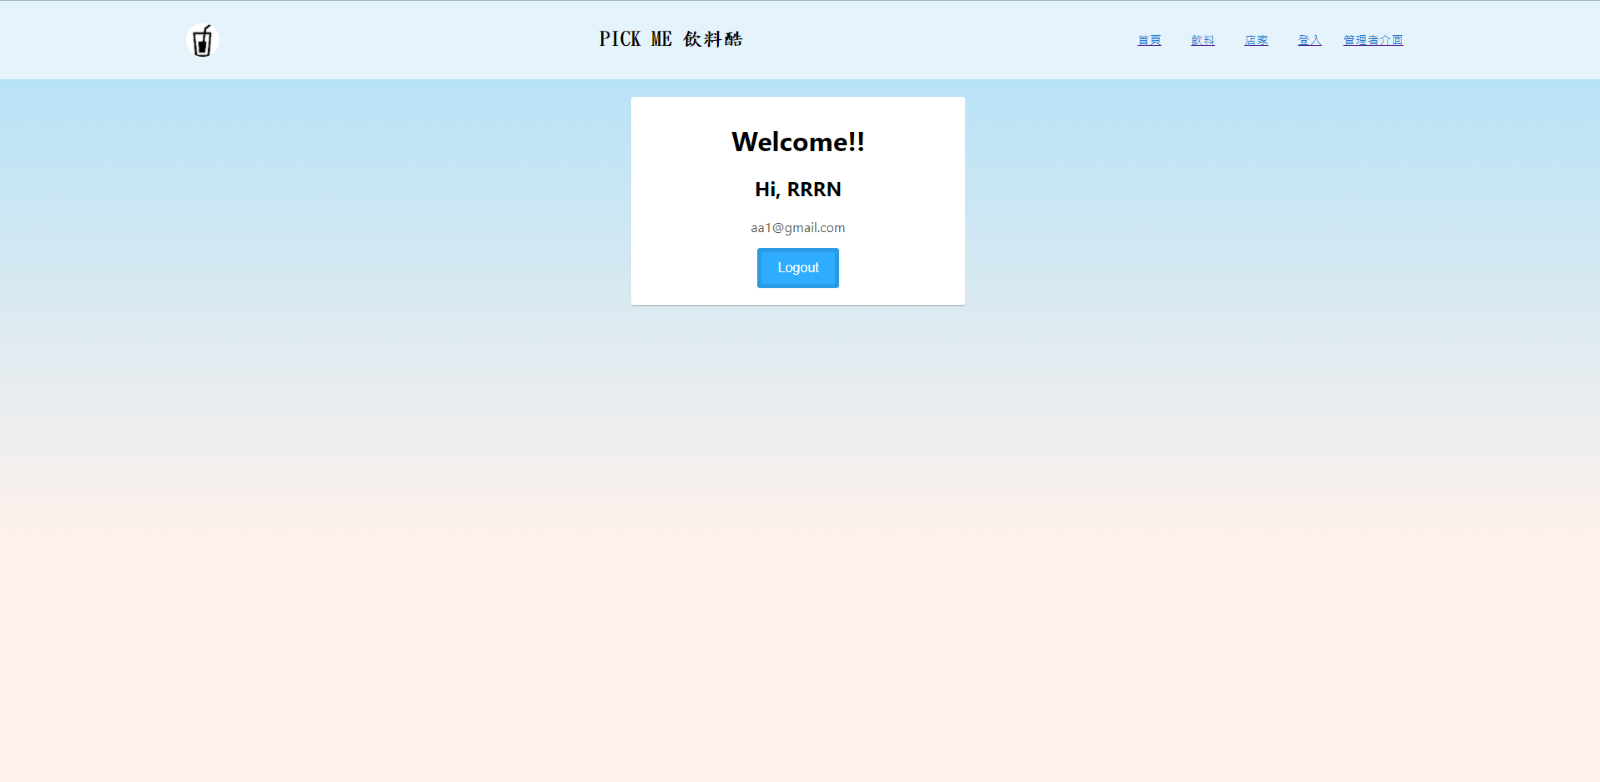 PICK ME 飲料酷
首頁 飲料 店家 登入 管理者介面
Welcome!!
Hi, RRRN
aa1@gmail.com
Logout